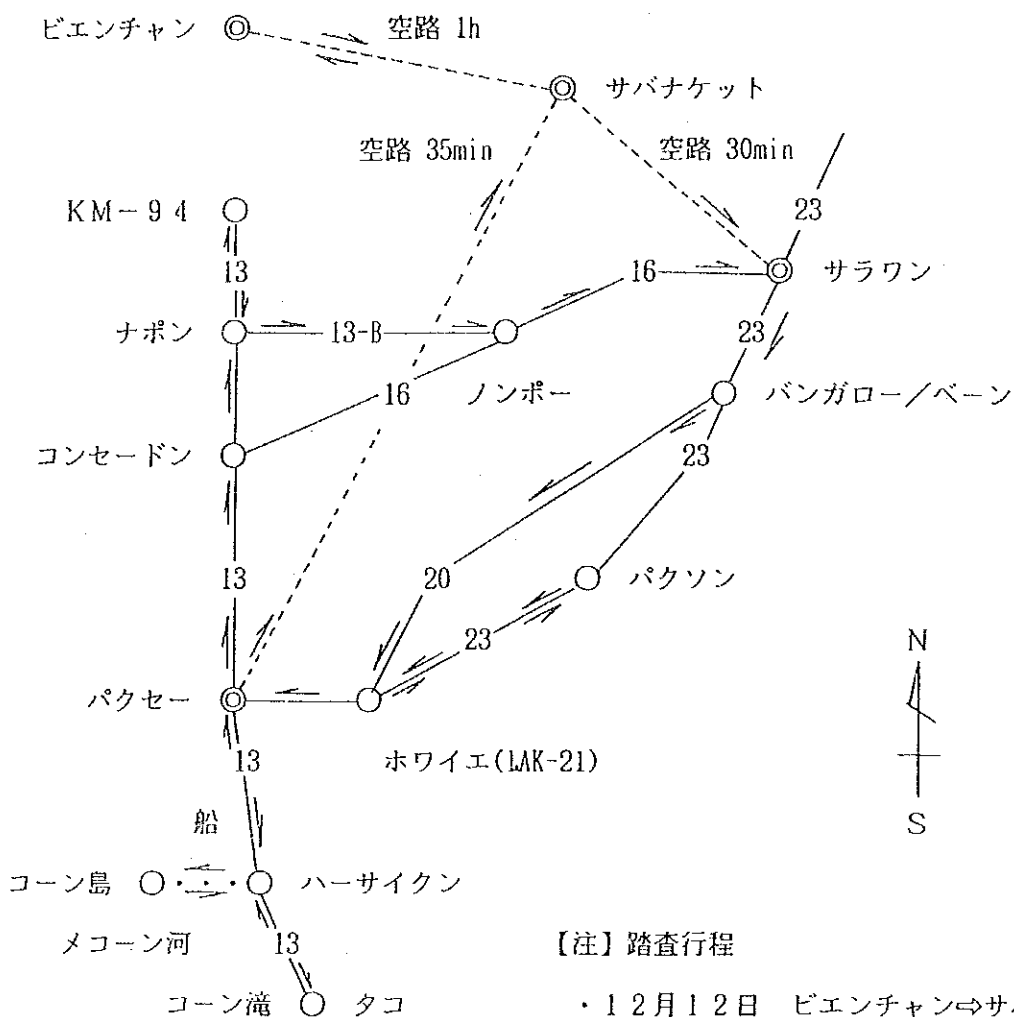 ビエンチャン
空路 1h
サバナケット
空路 35min
空路 30min
KM-94
23
13
16
サラワン
ナポン
13-B
23
16
ノンポー
バンガロー/ベーン
コンセードン
23
13
20
パクソン
23
N
パクセー
13
ホワイエ(LAK-21)
S
船
コーン島
ハーサイクン
メコーン河
13
【注】踏査行程
コーン滝
タコ
・12月12日 ビエンチャン⇨サバ